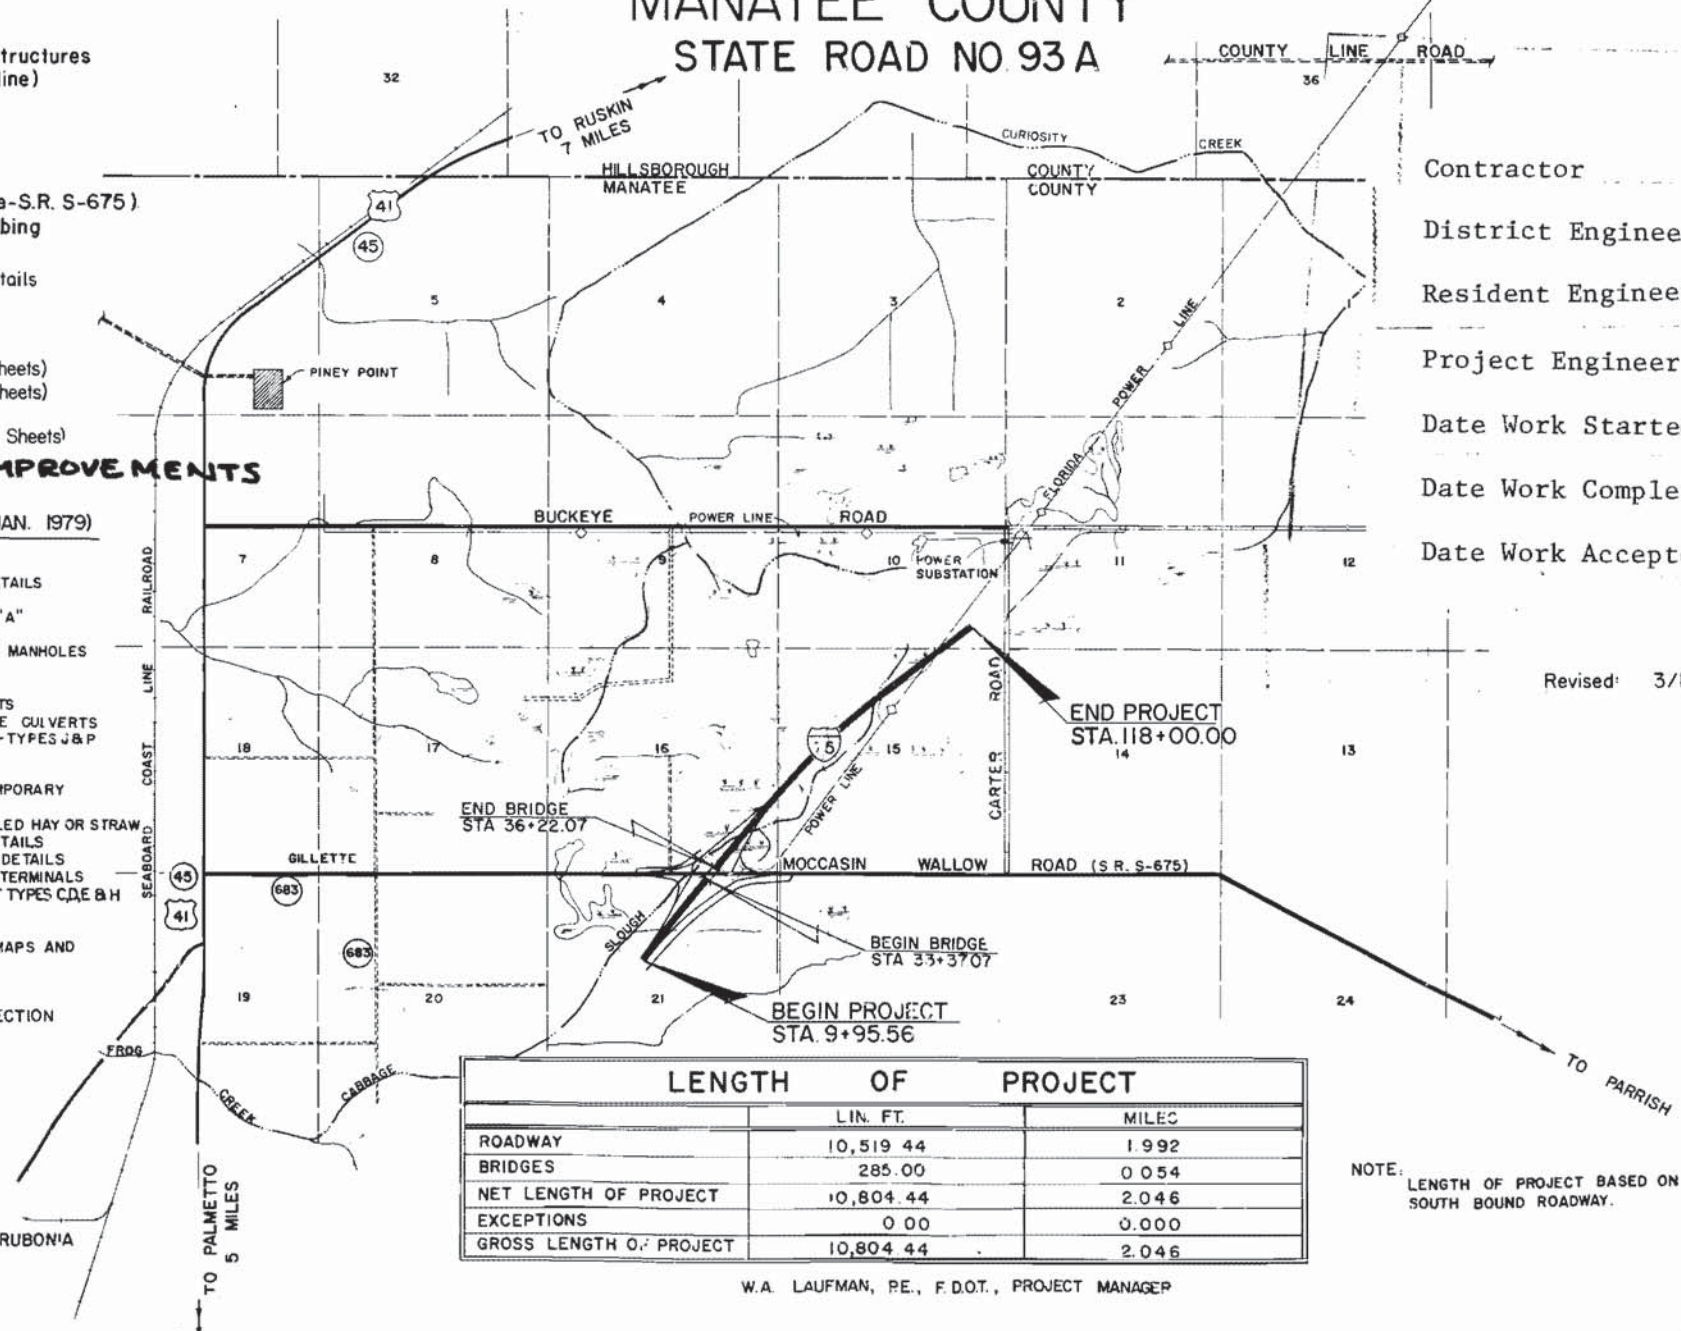 MANATEE COUNTY
STATE ROAD NO. 93 A
tructures
line)
a-S.R. S-675)
bing
tails
heets)
heets)
Sheets)
MPROVEMENTS
JAN. 1979)
TAILS
"A"
MANHOLES
TS
E CULVERTS
-TYPES J & P
PORARY
LED HAY OR STRAW
TAILS
DETAILS
TERMINALS
TYPES C,D,E & H
MAPS AND
ECTION
RUBONIA
32
TO RUSKIN
7 MILES
COUNTY LINE ROAD
36
CURIOSITY CREEK
HILLSBOROUGH COUNTY
MANATEE COUNTY
41
45
5
4
3
2
1
PINEY POINT
FLORIDA POWER LINE
BUCKEYE ROAD
POWER LINE
7
8
9
10
POWER
SUBSTATION
11
12
SEABOARD COAST LINE RAILROAD
18
17
16
15
14
13
75
POWER LINE
CARTER ROAD
END PROJECT
STA. 118+00.00
END BRIDGE
STA 36+22.07
GILLETTE
683
45
41
MOCCASIN WALLOW ROAD (S.R. S-675)
SLOUGH
BEGIN BRIDGE
STA 33+37.07
683
19
20
21
23
24
BEGIN PROJECT
STA. 9+95.56
FROG CREEK
CABBAGE
TO PARRISH
TO PALMETTO
5 MILES
LENGTH OF PROJECT
LIN. FT. MILES
ROADWAY 10,519.44 1.992
BRIDGES 285.00 0.054
NET LENGTH OF PROJECT 10,804.44 2.046
EXCEPTIONS 0.00 0.000
GROSS LENGTH OF PROJECT 10,804.44 2.046
W.A. LAUFMAN, P.E., F.D.O.T., PROJECT MANAGER
Contractor
District Enginee
Resident Enginee
Project Engineer
Date Work Starte
Date Work Comple
Date Work Accept
Revised: 3/
NOTE: LENGTH OF PROJECT BASED ON
SOUTH BOUND ROADWAY.